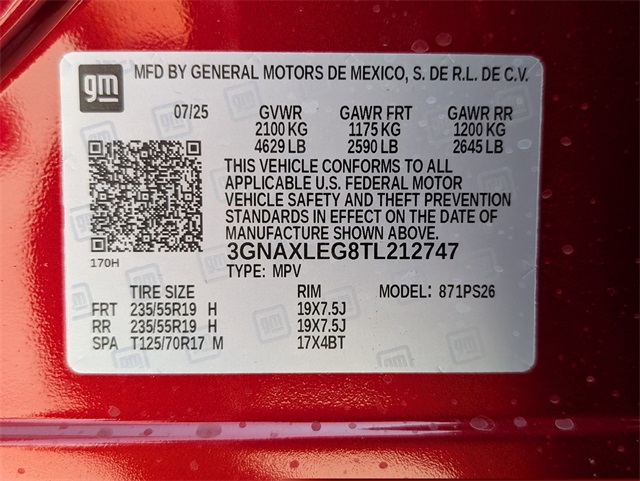 gm MFD BY GENERAL MOTORS DE MEXICO, S. DE R.L. DE C.V.
07/25 GVWR GAWR FRT GAWR RR
2100 KG 1175 KG 1200 KG
4629 LB 2590 LB 2645 LB
THIS VEHICLE CONFORMS TO ALL
APPLICABLE U.S. FEDERAL MOTOR
VEHICLE SAFETY AND THEFT PREVENTION
STANDARDS IN EFFECT ON THE DATE OF
MANUFACTURE SHOWN ABOVE.
3GNAXLEG8TL212747
170H
TYPE: MPV
TIRE SIZE RIM MODEL: 871PS26
FRT 235/55R19 H 19X7.5J
RR 235/55R19 H 19X7.5J
SPA T125/70R17 M 17X4BT